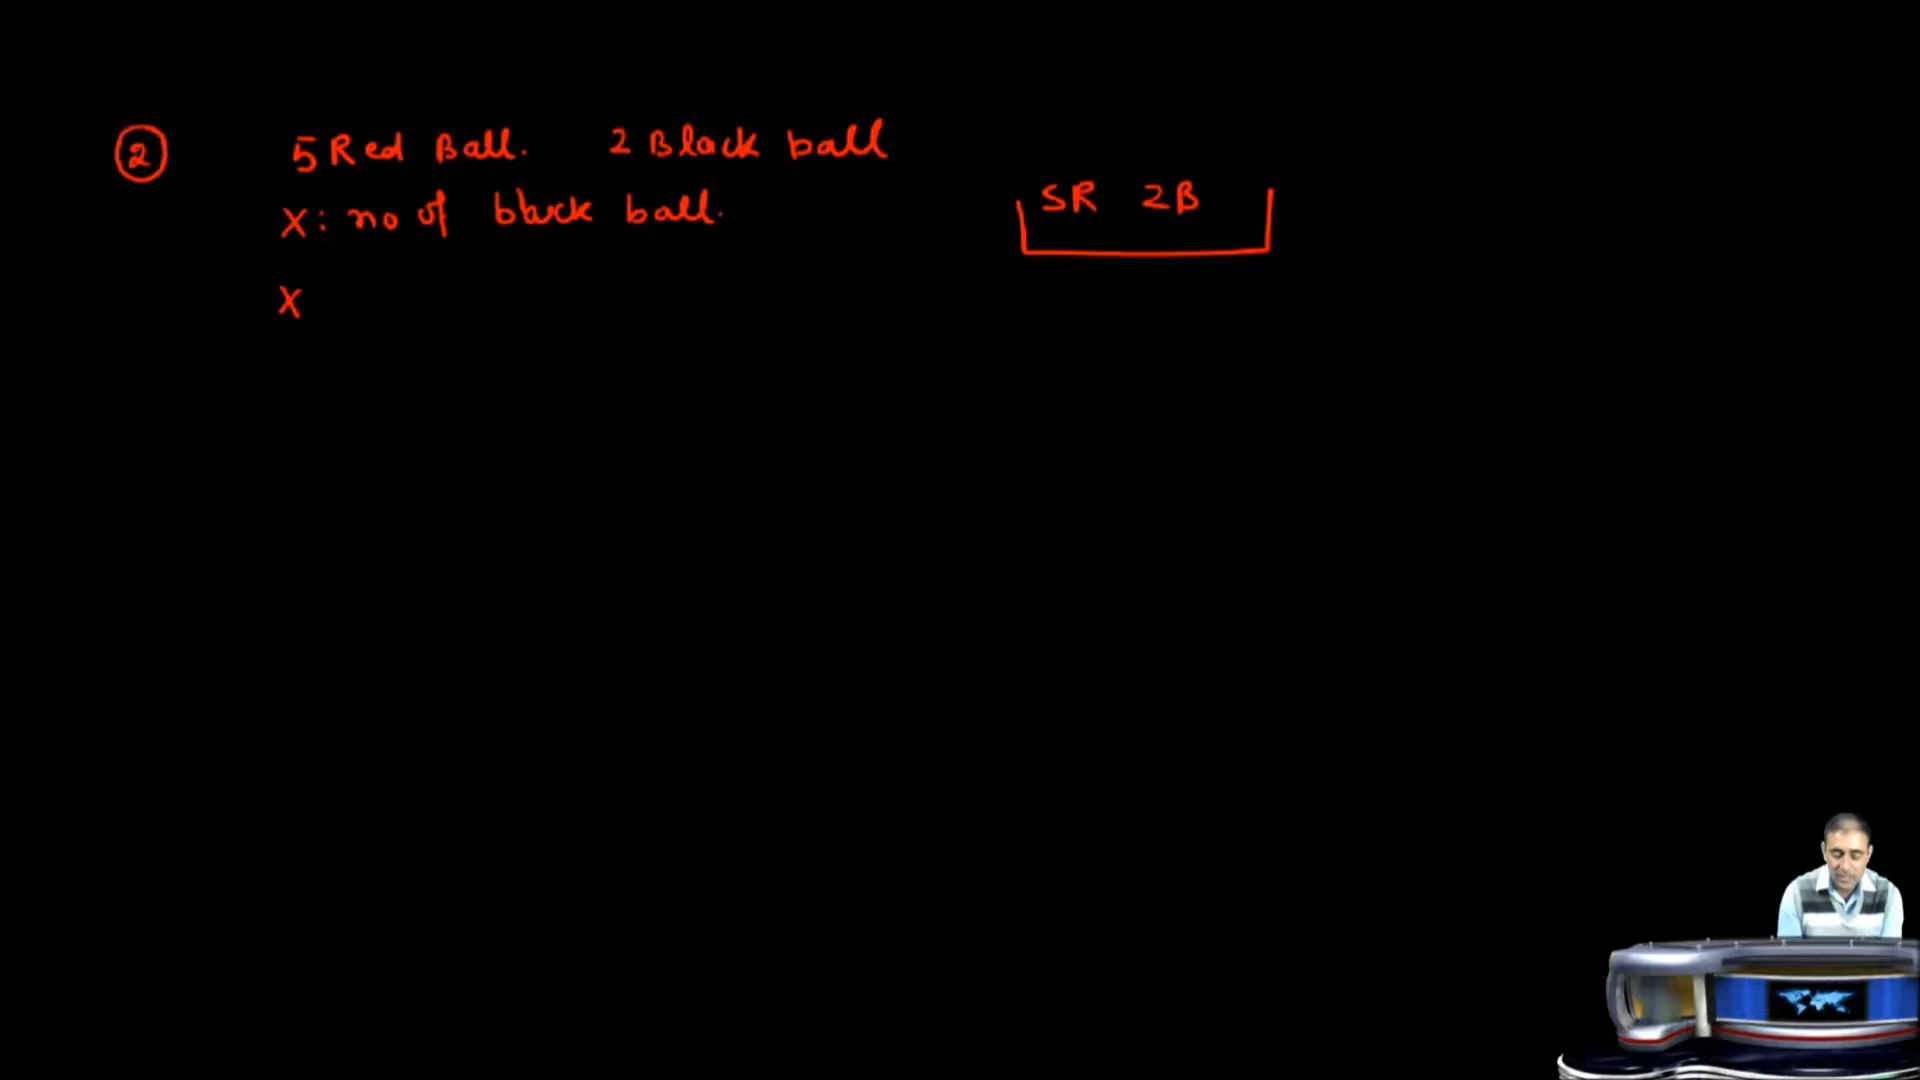 ② 5 Red Ball. 2 Black ball
X: no of black ball.
5R 2B
X